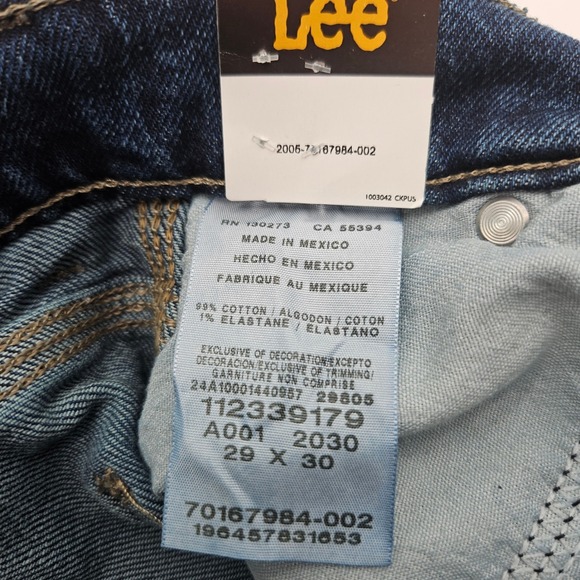 Lee
2005-70167984-002
1003042 CXPUS
RN 130273 CA 55394
MADE IN MEXICO
HECHO EN MEXICO
FABRIQUE AU MEXIQUE
99% COTTON / ALGODON / COTON
1% ELASTANE / ELASTANO
EXCLUSIVE OF DECORATION/EXCEPTO
DECORACION/EXCLUSIVE OF TRIMMING/
GARNITURE NON COMPRISE
24A10001440957 29805
112339179
A001 2030
29 X 30
70167984-002
196457831653